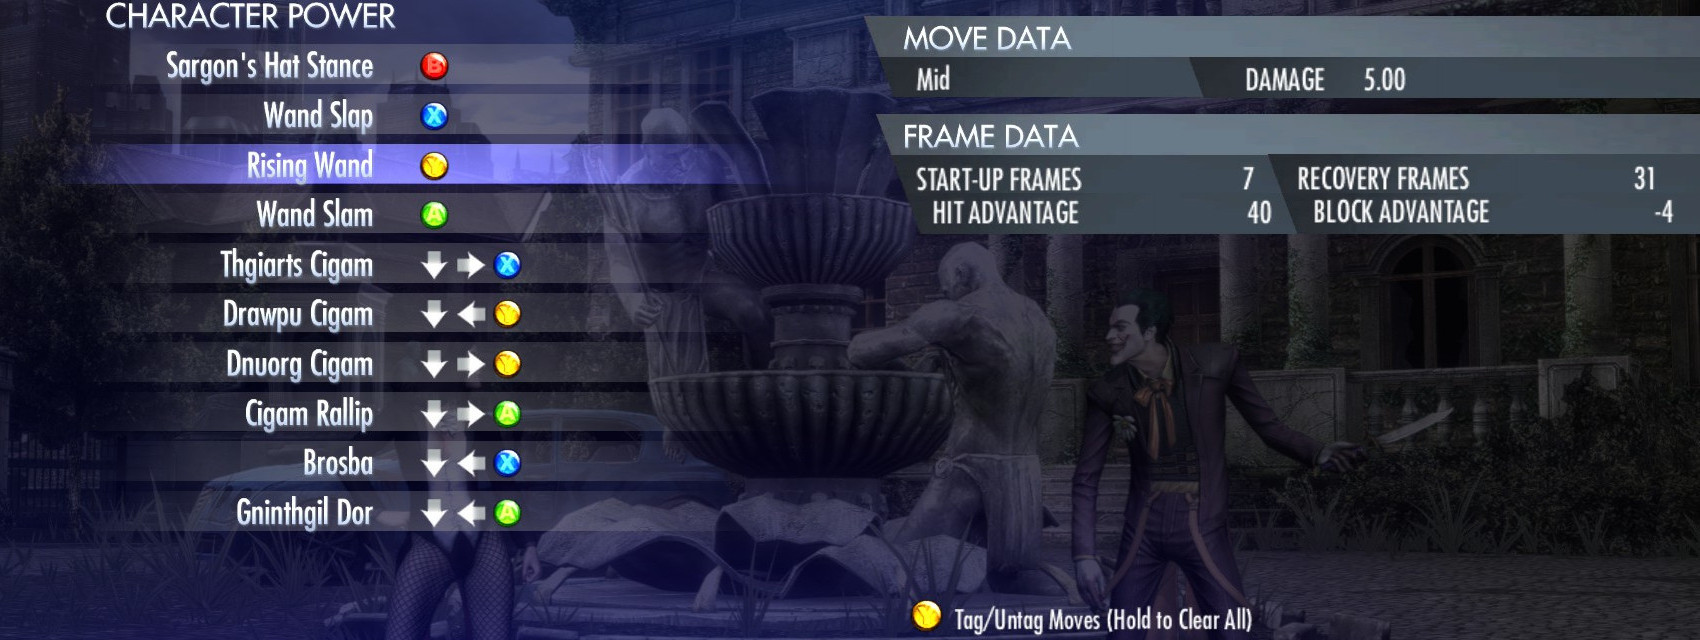 CHARACTER POWER
Sargon's Hat Stance B
Wand Slap X
Rising Wand Y
Wand Slam A
Thgiarts Cigam X
Drawpu Cigam Y
Dnuorg Cigam Y
Cigam Rallip A
Brosba X
Gninthgil Dor A
MOVE DATA
Mid DAMAGE 5.00
FRAME DATA
START-UP FRAMES 7 RECOVERY FRAMES 31
HIT ADVANTAGE 40 BLOCK ADVANTAGE -4
Y Tag/Untag Moves (Hold to Clear All)